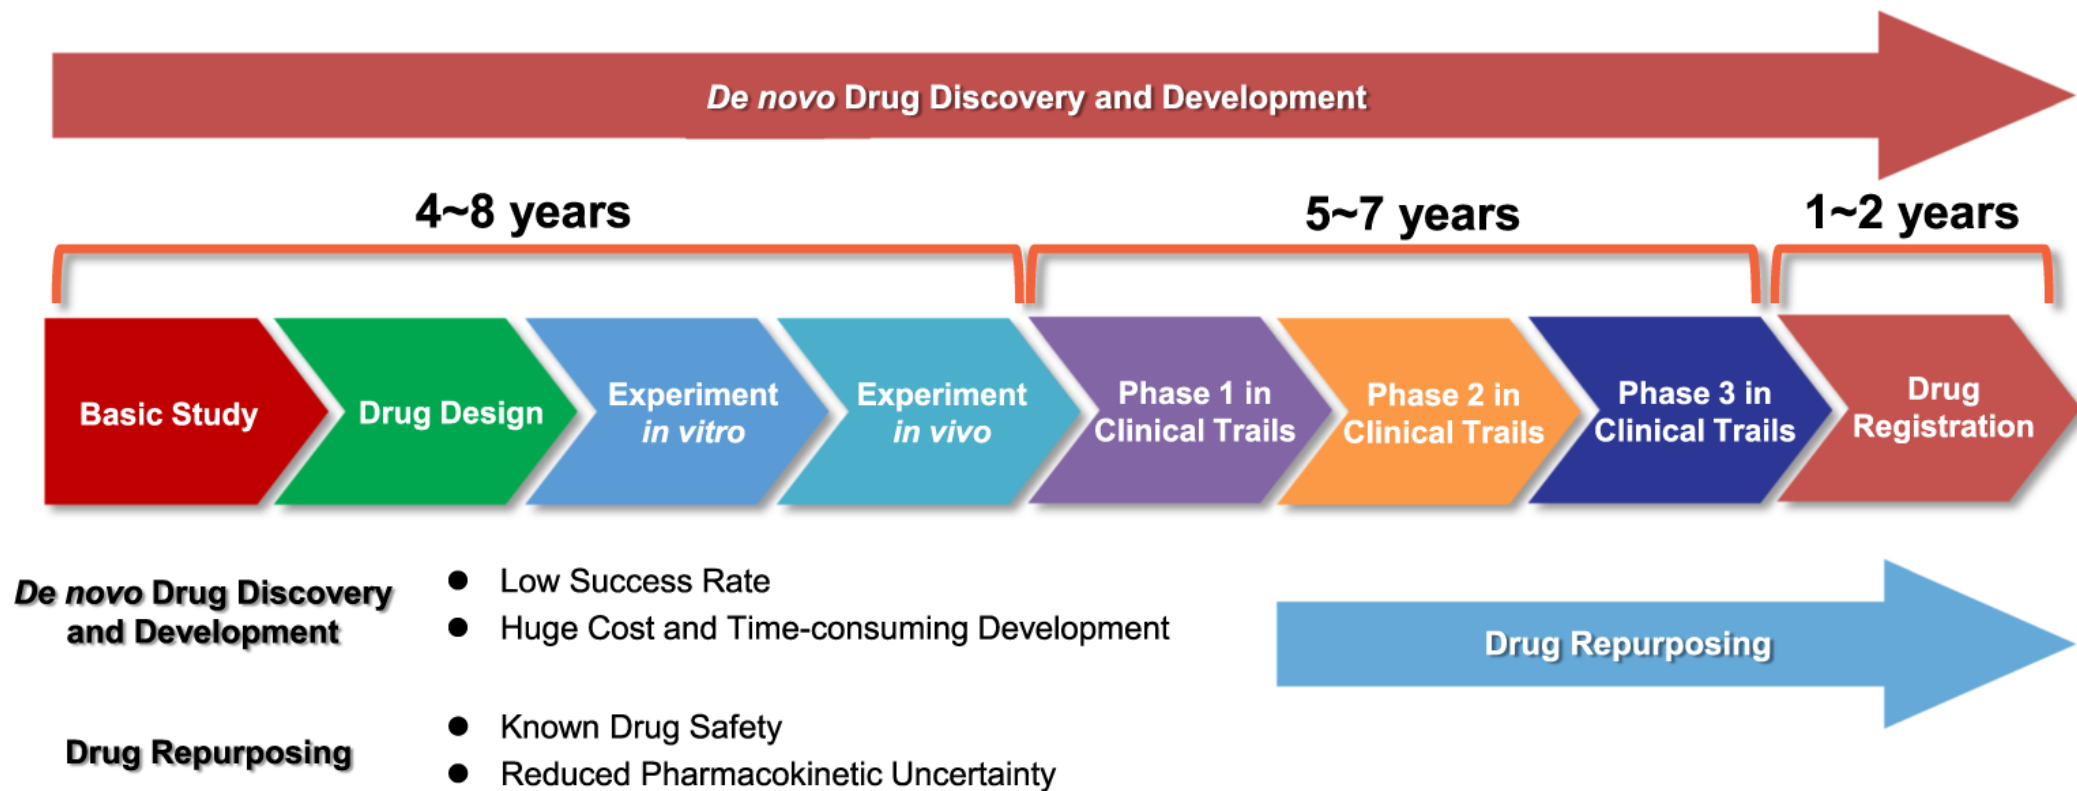 De novo Drug Discovery and Development
4~8 years
5~7 years
1~2 years
Basic Study
Drug Design
Experiment
in vitro
Experiment
in vivo
Phase 1 in
Clinical Trails
Phase 2 in
Clinical Trails
Phase 3 in
Clinical Trails
Drug
Registration
De novo Drug Discovery
and Development
● Low Success Rate
● Huge Cost and Time-consuming Development
Drug Repurposing
Drug Repurposing
● Known Drug Safety
● Reduced Pharmacokinetic Uncertainty